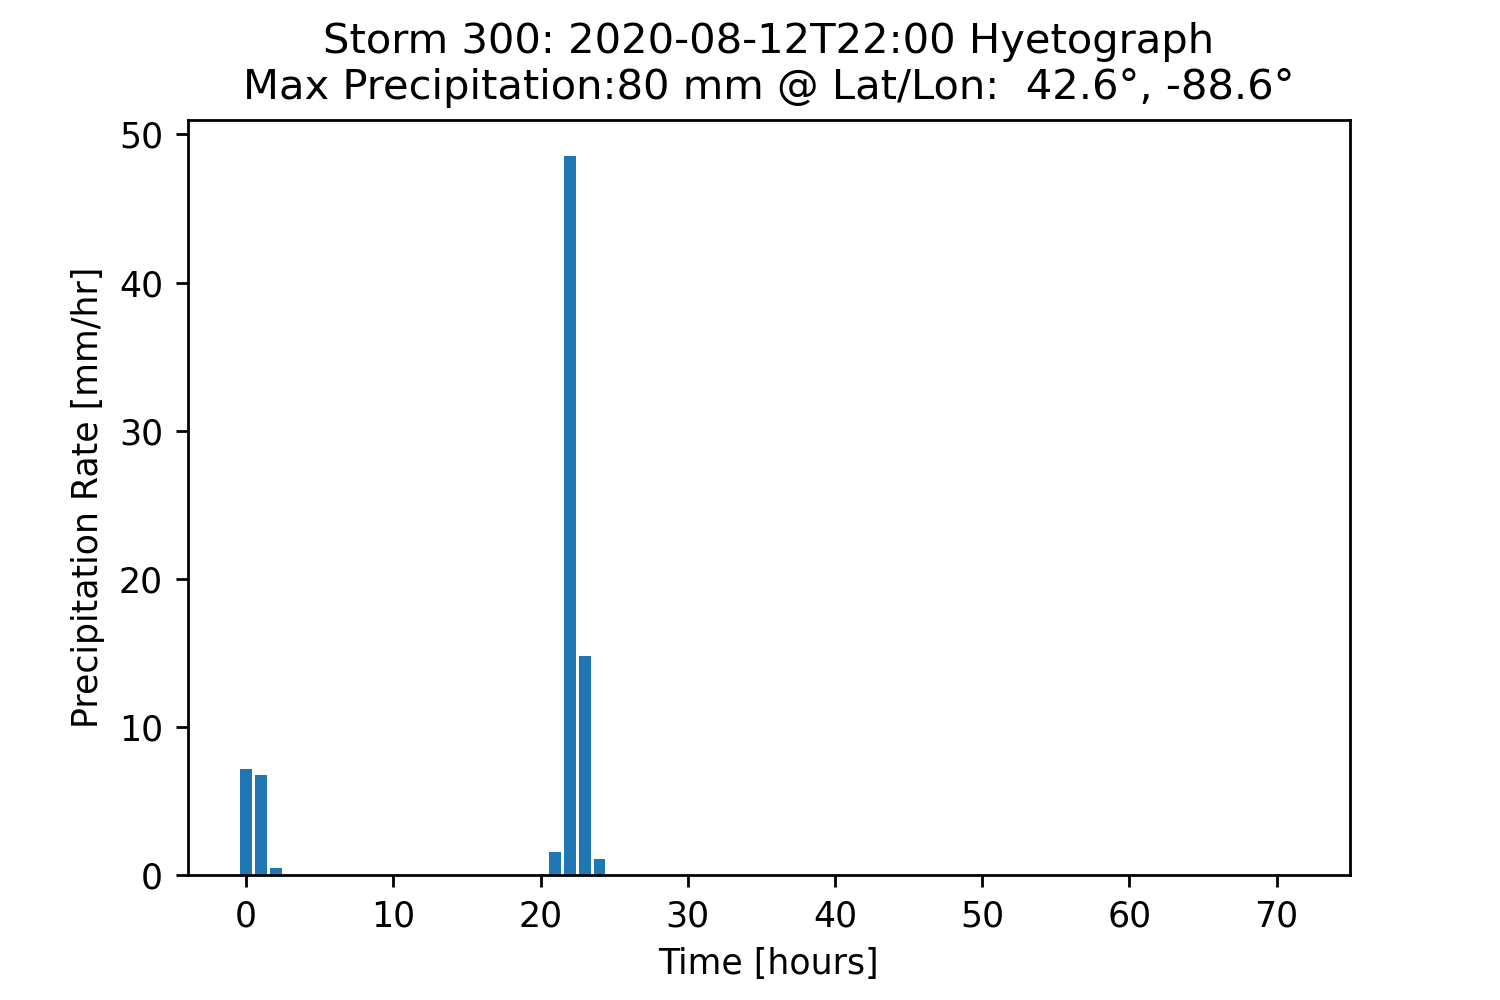 Storm 300: 2020-08-12T22:00 Hyetograph
Max Precipitation:80 mm @ Lat/Lon:  42.6°, -88.6°
50
40
30
20
10
0
Precipitation Rate [mm/hr]
0 10 20 30 40 50 60 70
Time [hours]